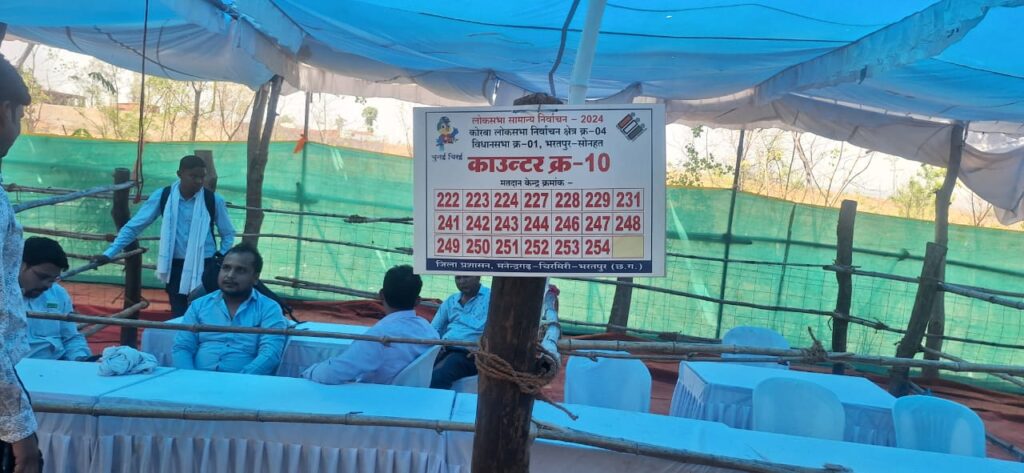 लोकसभा सामान्य निर्वाचन - 2024
कोरबा लोकसभा निर्वाचन क्षेत्र क्र-04
विधानसभा क्र-01, भरतपुर-सोनहत
चुनई चिरई
काउन्टर क्र-10
मतदान केन्द्र क्रमांक -
222 223 224 227 228 229 231
241 242 243 244 246 247 248
249 250 251 252 253 254
जिला प्रशासन, मनेन्द्रगढ़-चिरमिरी-भरतपुर (छ.ग.)